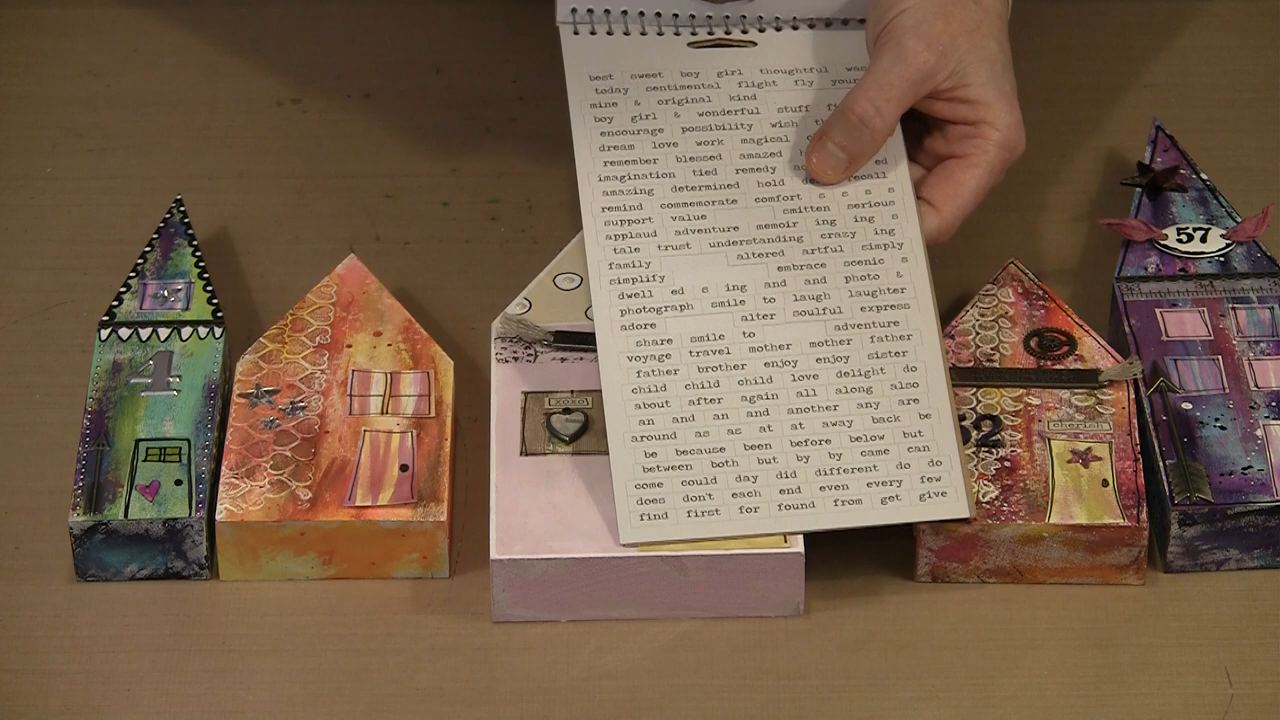 best sweet boy girl thoughtful was
today sentimental flight fly your
mine & original kind
boy girl & wonderful stuff
encourage possibility wish
dream love work magical
remember blessed amazed
imagination tied remedy ed
amazing determined hold recall
remind commemorate comfort s s s s
support value smitten serious
applaud adventure memoir ing ing s
tale trust understanding crazy ing
family altered artful simply
simplify embrace scenic s
dwell ed s ing and and photo &
photograph smile to laugh laughter
adore alter soulful express
share smile to adventure
voyage travel mother mother father
father brother enjoy enjoy sister
child child child love delight do
about after again all along also
an and an and another any are
around as as at at away back be
be because been before below but
between both but by by came can
come could day did different do do
does don't each end even every few
find first for found from get give
4
xoxo
32
cherish
57